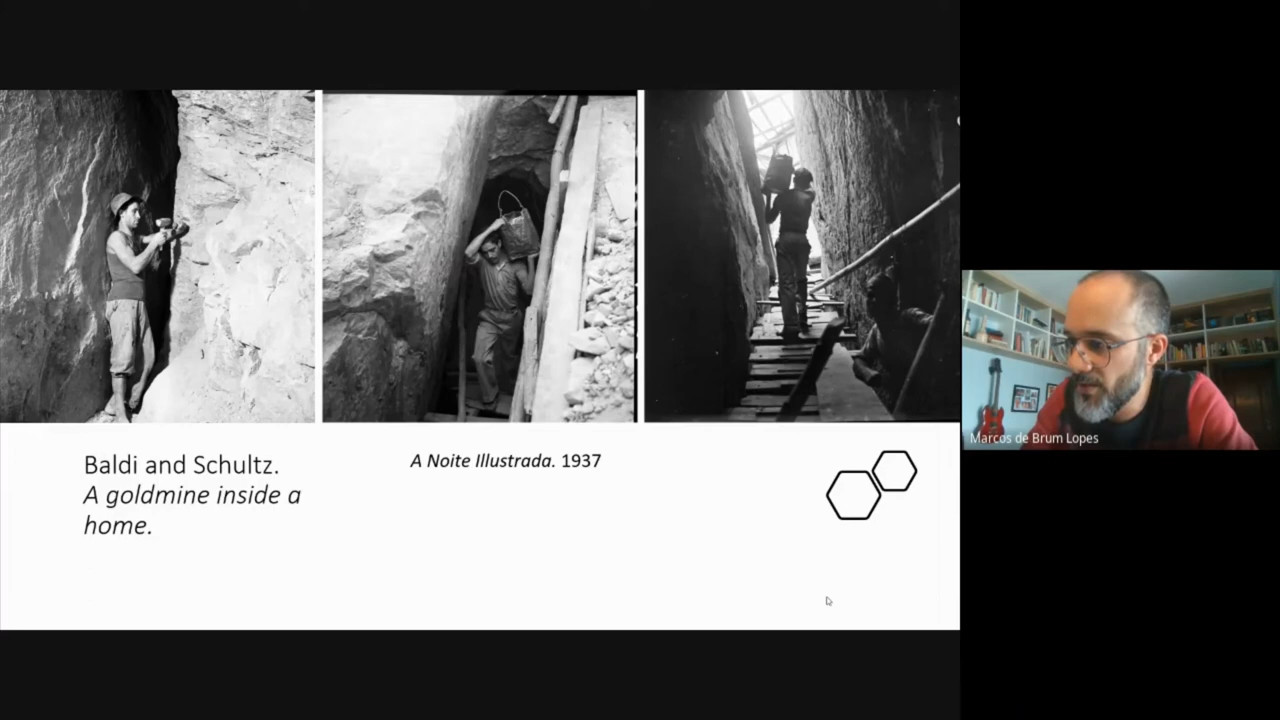 Baldi and Schultz.
A goldmine inside a
home.
A Noite Illustrada. 1937
Marcos de Brum Lopes